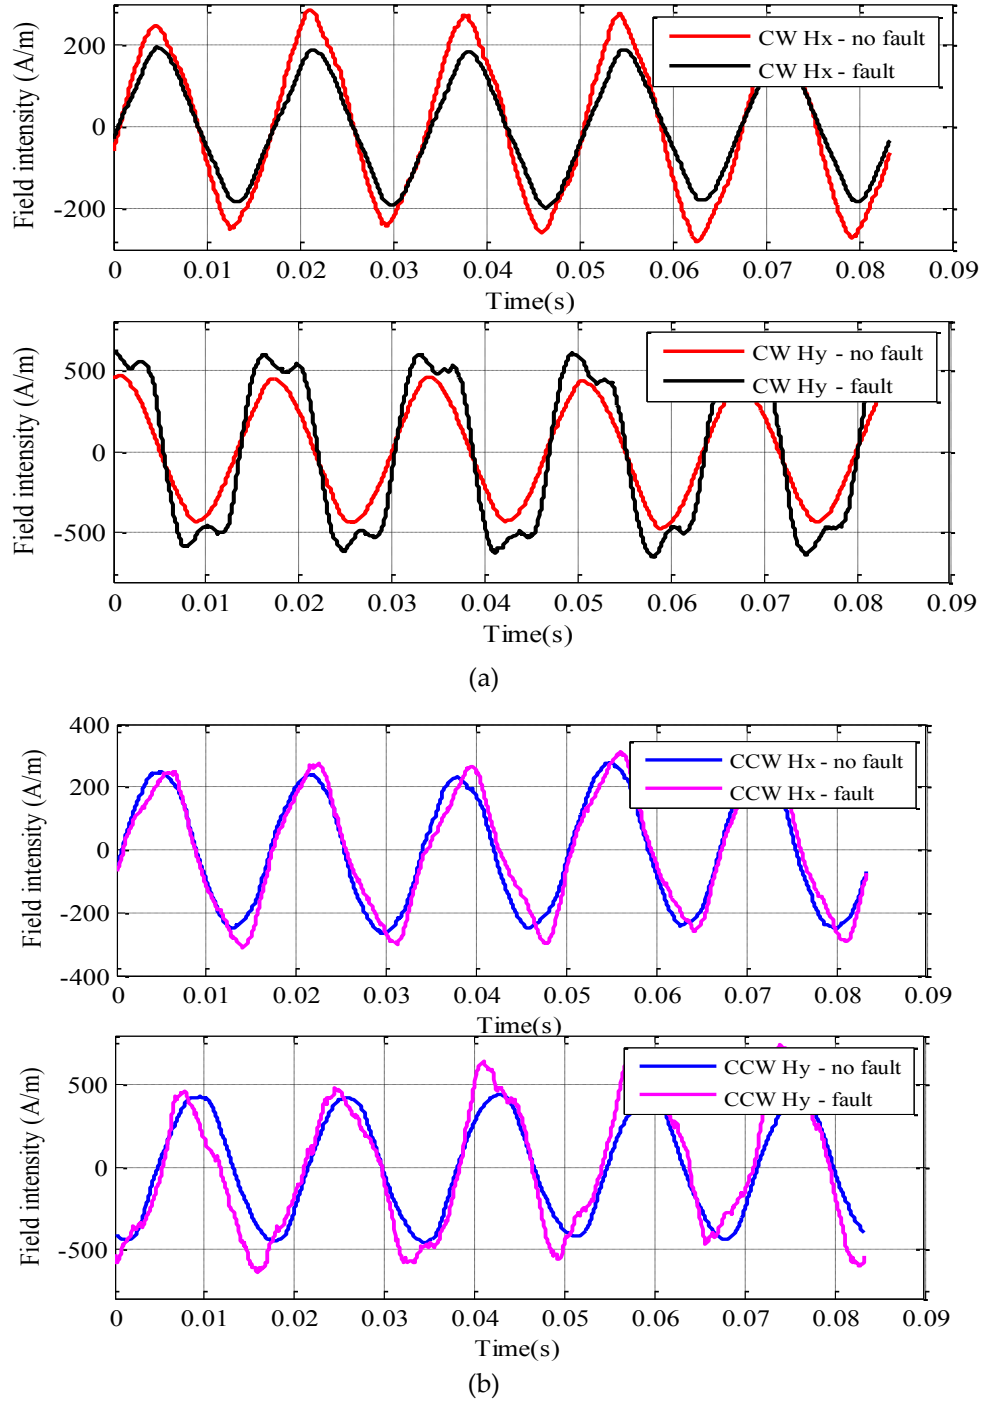 200
0
-200
Field intensity (A/m)
CW Hx - no fault
CW Hx - fault
0 0.01 0.02 0.03 0.04 0.05 0.06 0.07 0.08 0.09
Time(s)
500
0
-500
Field intensity (A/m)
CW Hy - no fault
CW Hy - fault
0 0.01 0.02 0.03 0.04 0.05 0.06 0.07 0.08 0.09
Time(s)
(a)
400
200
0
-200
-400
Field intensity (A/m)
CCW Hx - no fault
CCW Hx - fault
0 0.01 0.02 0.03 0.04 0.05 0.06 0.07 0.08 0.09
Time(s)
500
0
-500
Field intensity (A/m)
CCW Hy - no fault
CCW Hy - fault
0 0.01 0.02 0.03 0.04 0.05 0.06 0.07 0.08 0.09
Time(s)
(b)